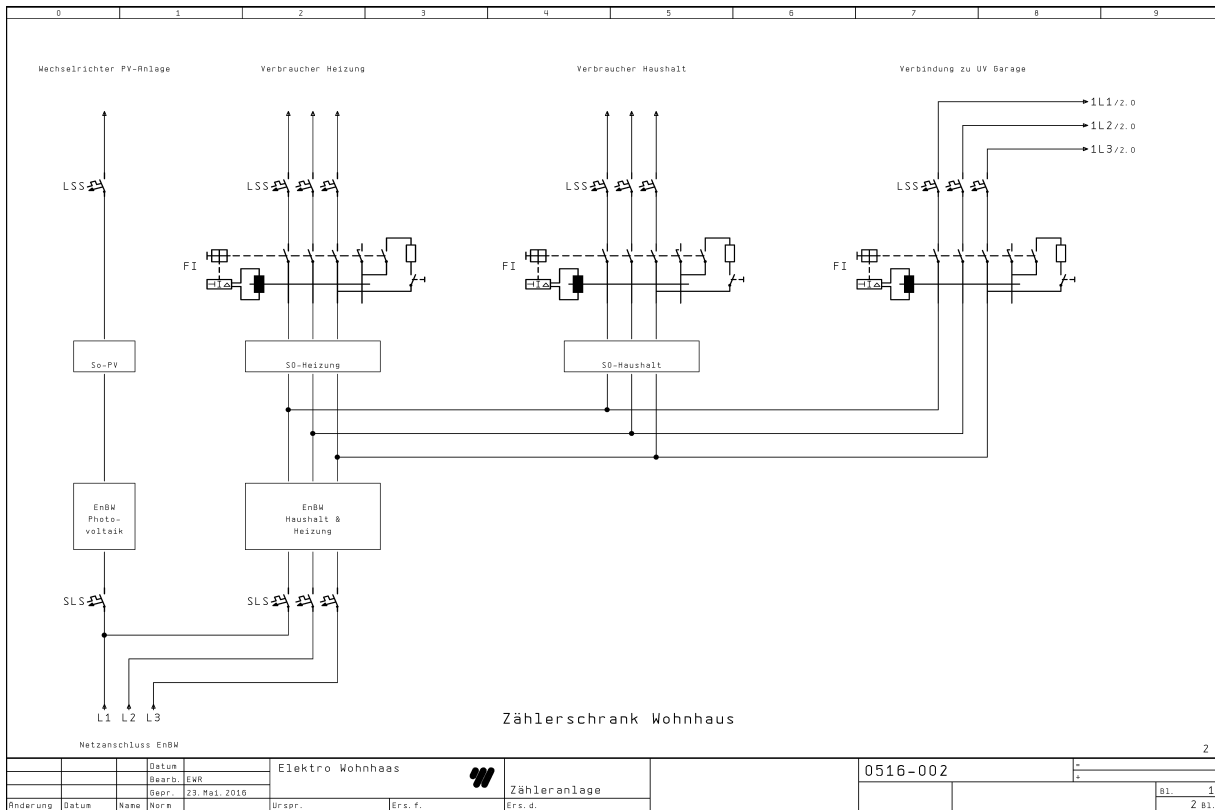 0 1 2 3 4 5 6 7 8 9
Wechselrichter PV-Anlage
Verbraucher Heizung
Verbraucher Haushalt
Verbindung zu UV Garage
1L1/2.0
1L2/2.0
1L3/2.0
LSS
LSS
LSS
LSS
FI
FI
FI
So-PV
SO-Heizung
SO-Haushalt
EnBW
Photo-
voltaik
EnBW
Haushalt &
Heizung
SLS
SLS
L1 L2 L3
Netzanschluss EnBW
Zählerschrank Wohnhaus
2
Datum
Bearb. EWR
Gepr. 23.Mai.2016
Änderung Datum Name Norm
Elektro Wohnhaas
Urspr. Ers.f. Ers.d.
Zähleranlage
0516-002
=
+
Bl. 1
2 Bl.